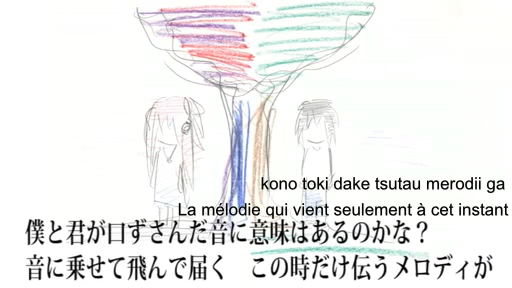 kono toki dake tsutau merodii ga
La mélodie qui vient seulement à cet instant
僕と君が口ずさんだ音に意味はあるのかな？
音に乗せて飛んで届く　この時だけ伝うメロディが